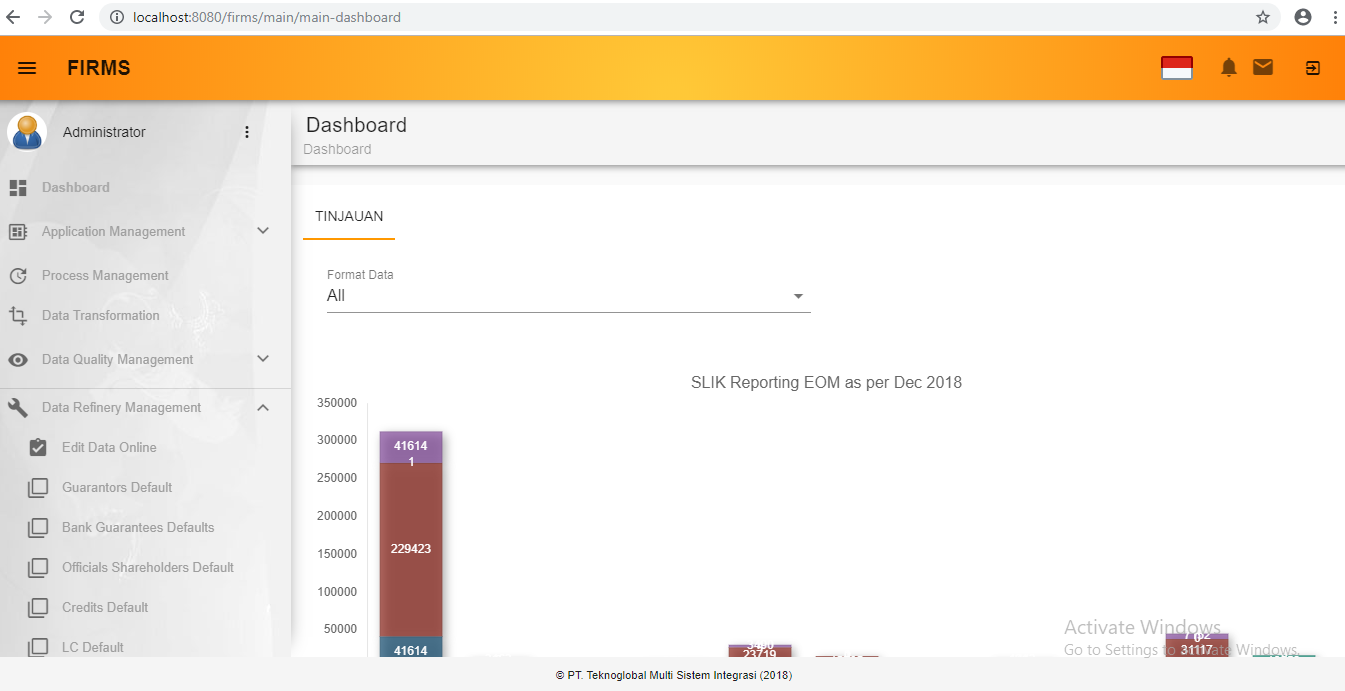 localhost:8080/firms/main/main-dashboard
FIRMS
Administrator
Dashboard
Dashboard
Dashboard
Application Management
Process Management
Data Transformation
Data Quality Management
Data Refinery Management
Edit Data Online
Guarantors Default
Bank Guarantees Defaults
Officials Shareholders Default
Credits Default
LC Default
TINJAUAN
Format Data
All
SLIK Reporting EOM as per Dec 2018
350000
300000
250000
200000
150000
100000
50000
41614
1
229423
41614
23719
31117
Activate Windows
Go to Settings to Activate Windows.
© PT. Teknoglobal Multi Sistem Integrasi (2018)